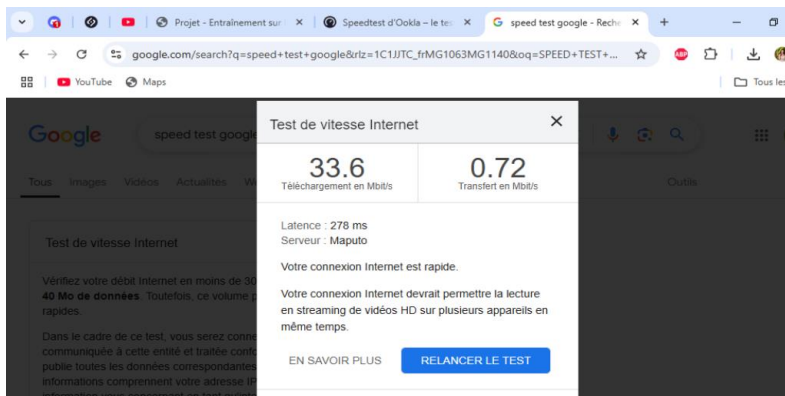 Projet - Entraînement sur
Speedtest d'Ookla – le tes
speed test google - Reche
google.com/search?q=speed+test+google&rlz=1C1JJTC_frMG1063MG1140&oq=SPEED+TEST+...
ABP
YouTube
Maps
Tous les
Google
speed test google
Tous
Images
Vidéos
Actualités
Outils
Test de vitesse Internet
Vérifiez votre débit Internet en moins de 30
40 Mo de données. Toutefois, ce volume p
rapides.
Dans le cadre de ce test, vous serez conne
communiquée à cette entité et traitée confo
publie toutes les données correspondantes
informations comprennent votre adresse IP
Test de vitesse Internet
33.6
Téléchargement en Mbit/s
0.72
Transfert en Mbit/s
Latence : 278 ms
Serveur : Maputo
Votre connexion Internet est rapide.
Votre connexion Internet devrait permettre la lecture
en streaming de vidéos HD sur plusieurs appareils en
même temps.
EN SAVOIR PLUS
RELANCER LE TEST